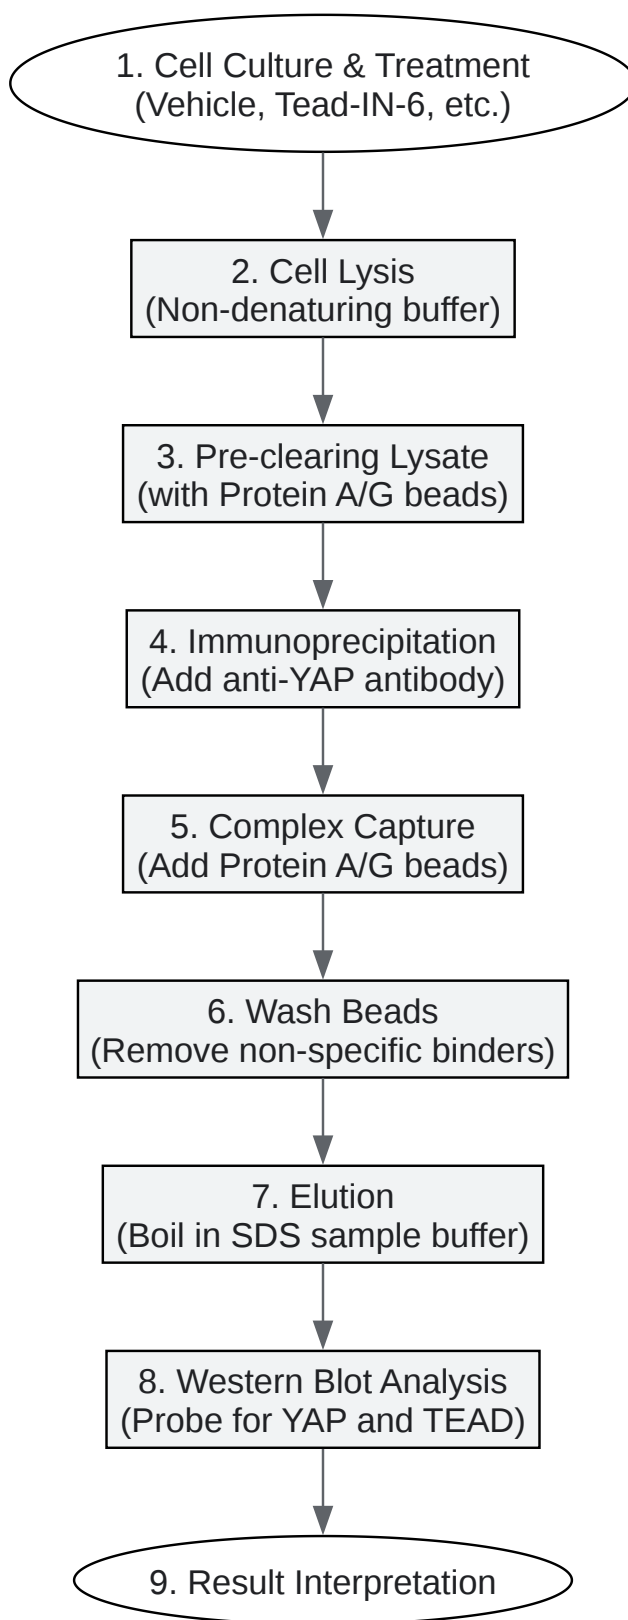 1. Cell Culture & Treatment
(Vehicle, Tead-IN-6, etc.)
2. Cell Lysis
(Non-denaturing buffer)
3. Pre-clearing Lysate
(with Protein A/G beads)
4. Immunoprecipitation
(Add anti-YAP antibody)
5. Complex Capture
(Add Protein A/G beads)
6. Wash Beads
(Remove non-specific binders)
7. Elution
(Boil in SDS sample buffer)
8. Western Blot Analysis
(Probe for YAP and TEAD)
9. Result Interpretation